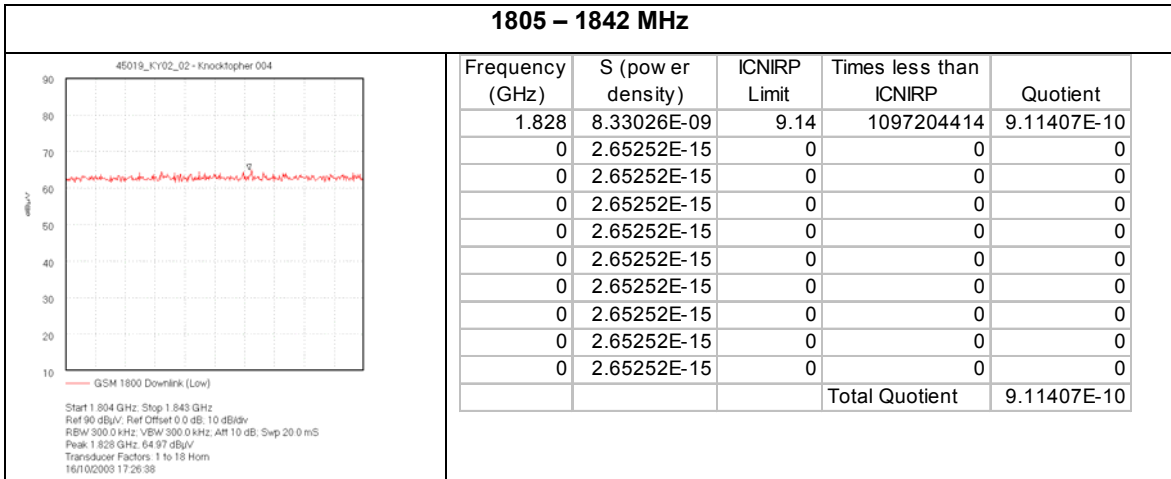 1805 – 1842 MHz
45019_KY02_02 - Knocktopher 004
90
80
70
60
50
40
30
20
10
dBµV
GSM 1800 Downlink (Low)
Start 1.804 GHz; Stop 1.843 GHz
Ref 90 dBµV; Ref Offset 0.0 dB; 10 dB/div
RBW 300.0 kHz; VBW 300.0 kHz; Att 10 dB; Swp 20.0 mS
Peak 1.828 GHz, 64.97 dBµV
Transducer Factors: 1 to 18 Horn
16/10/2003 17:26:38
Frequency (GHz) S (pow er density) ICNIRP Limit Times less than ICNIRP Quotient
1.828 8.33026E-09 9.14 1097204414 9.11407E-10
0 2.65252E-15 0 0 0
0 2.65252E-15 0 0 0
0 2.65252E-15 0 0 0
0 2.65252E-15 0 0 0
0 2.65252E-15 0 0 0
0 2.65252E-15 0 0 0
0 2.65252E-15 0 0 0
0 2.65252E-15 0 0 0
0 2.65252E-15 0 0 0
Total Quotient 9.11407E-10